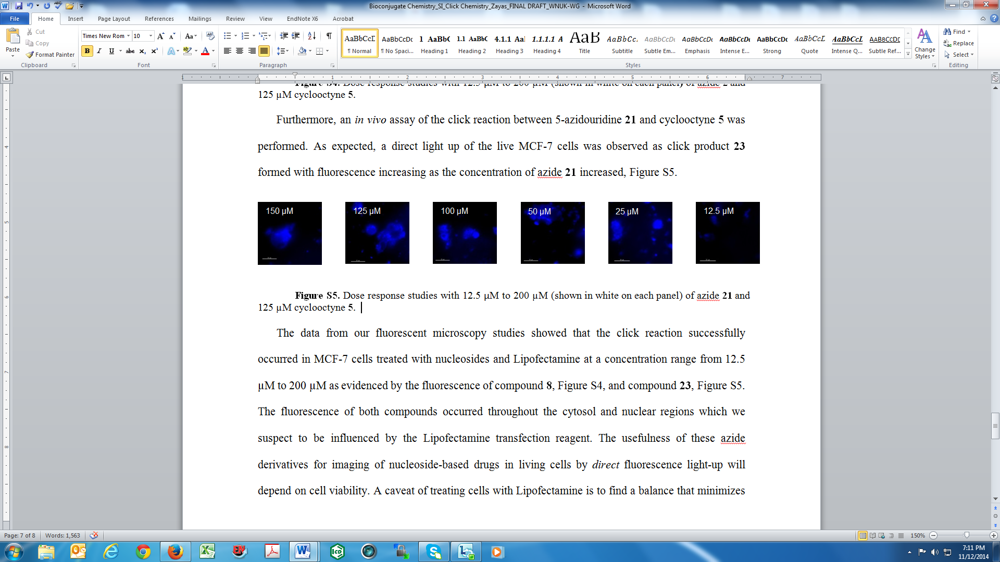 Bioconjugate Chemistry_SI_Click Chemistry_Zayas_FINAL DRAFT_WNUK-WG - Microsoft Word
File Home Insert Page Layout References Mailings Review View EndNote X6 Acrobat
Paste
Cut
Copy
Format Painter
Clipboard
Times New Rom 10
Font
Paragraph
AaBbCcD AaBbCcDc 1 AaBbC 1.1 AaBbC 4.1.1 Aa 1.1.1.1 A AaB AaBbCc. AaBbCcDc AaBbCcDc AaBbCcDc AaBbCcDc AaBbCcD AaBbCcD AABBCCDD
¶ Normal ¶ No Spaci... Heading 1 Heading 2 Heading 3 Heading 4 Title Subtitle Subtle Em... Emphasis Intense E... Strong Quote Intense Q... Subtle Ref...
Styles
Change Styles
Find
Replace
Select
Editing
Figure S4. Dose response studies with 12.5 µM to 200 µM (shown in white on each panel) of azide 2 and
125 µM cyclooctyne 5.
Furthermore, an in vivo assay of the click reaction between 5-azidouridine 21 and cyclooctyne 5 was
performed. As expected, a direct light up of the live MCF-7 cells was observed as click product 23
formed with fluorescence increasing as the concentration of azide 21 increased, Figure S5.
150 µM 125 µM 100 µM 50 µM 25 µM 12.5 µM
Figure S5. Dose response studies with 12.5 µM to 200 µM (shown in white on each panel) of azide 21 and
125 µM cyclooctyne 5.
The data from our fluorescent microscopy studies showed that the click reaction successfully
occurred in MCF-7 cells treated with nucleosides and Lipofectamine at a concentration range from 12.5
µM to 200 µM as evidenced by the fluorescence of compound 8, Figure S4, and compound 23, Figure S5.
The fluorescence of both compounds occurred throughout the cytosol and nuclear regions which we
suspect to be influenced by the Lipofectamine transfection reagent. The usefulness of these azide
derivatives for imaging of nucleoside-based drugs in living cells by direct fluorescence light-up will
depend on cell viability. A caveat of treating cells with Lipofectamine is to find a balance that minimizes
Page: 7 of 8 Words: 1,563 150%
7:11 PM
11/12/2014